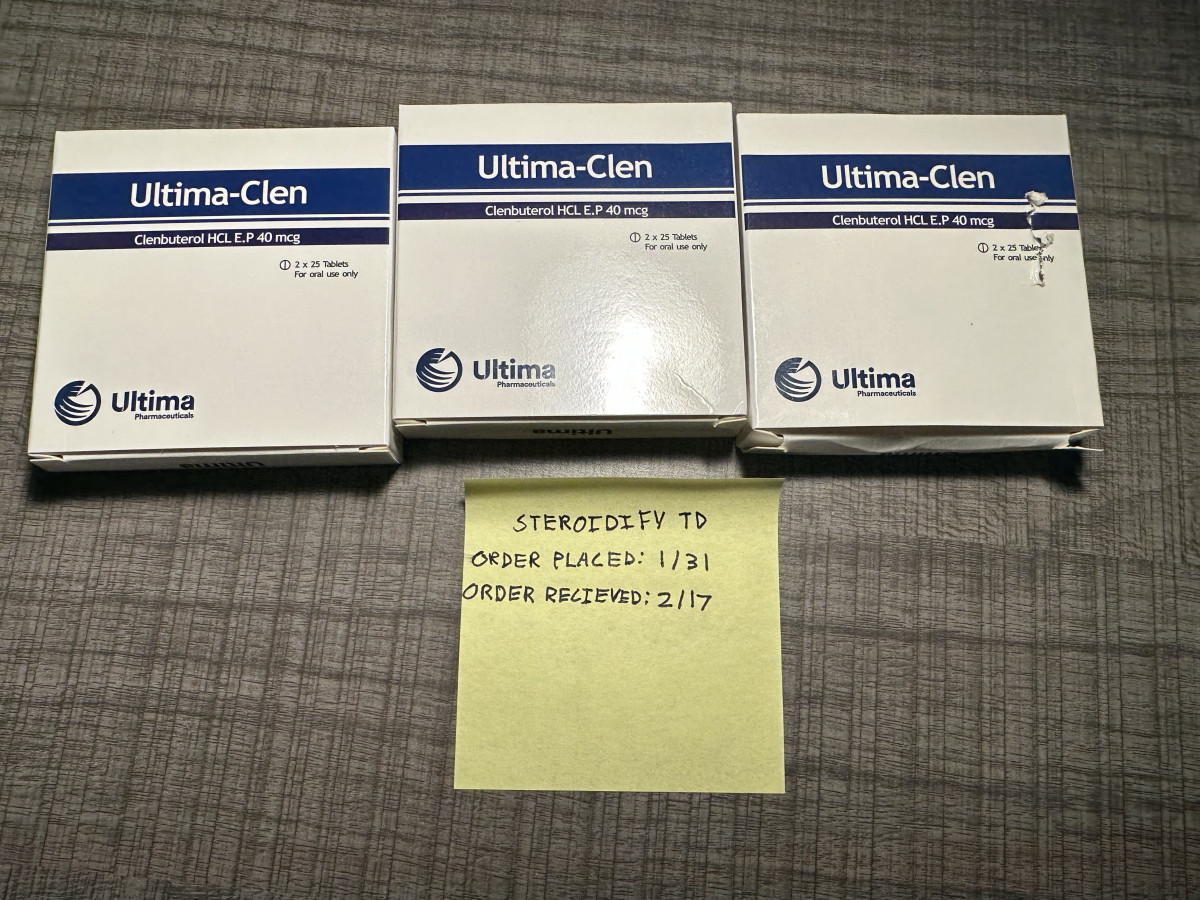 Ultima-Clen
Clenbuterol HCL E.P 40 mcg
2 x 25 Tablets
For oral use only
Ultima
Pharmaceuticals
Ultima
Ultima-Clen
Clenbuterol HCL E.P 40 mcg
2 x 25 Tablets
For oral use only
Ultima
Pharmaceuticals
Ultima
Ultima-Clen
Clenbuterol HCL E.P 40 mcg
2 x 25 Tablets
For oral use only
Ultima
Pharmaceuticals
STEROIDIFY TD
ORDER PLACED: 1/31
ORDER RECIEVED: 2/17